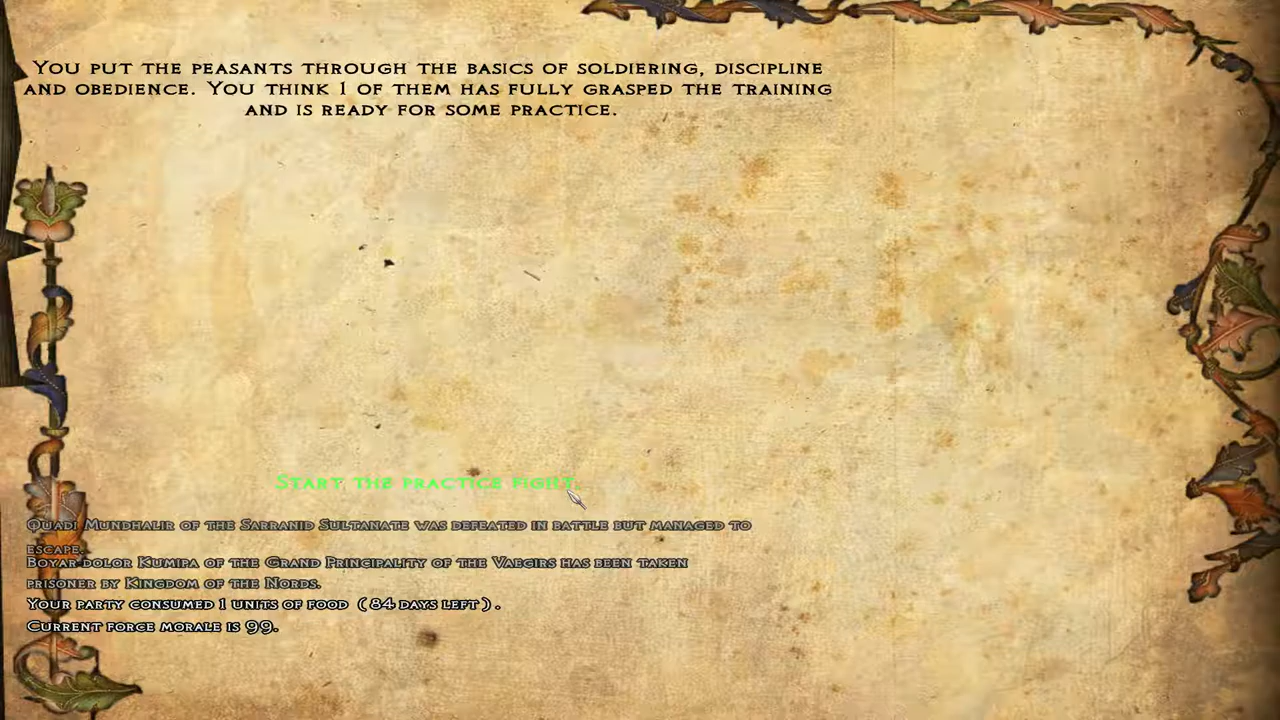 You put the peasants through the basics of soldiering, discipline
and obedience. You think 1 of them has fully grasped the training
and is ready for some practice.
Start the practice fight.
Quadi Mundhalir of the Sarranid Sultanate was defeated in battle but managed to
escape.
Boyar-dolor Kumipa of the Grand Principality of the Vaegirs has been taken
prisoner by Kingdom of the Nords.
Your party consumed 1 units of food (84 days left).
Current force morale is 99.